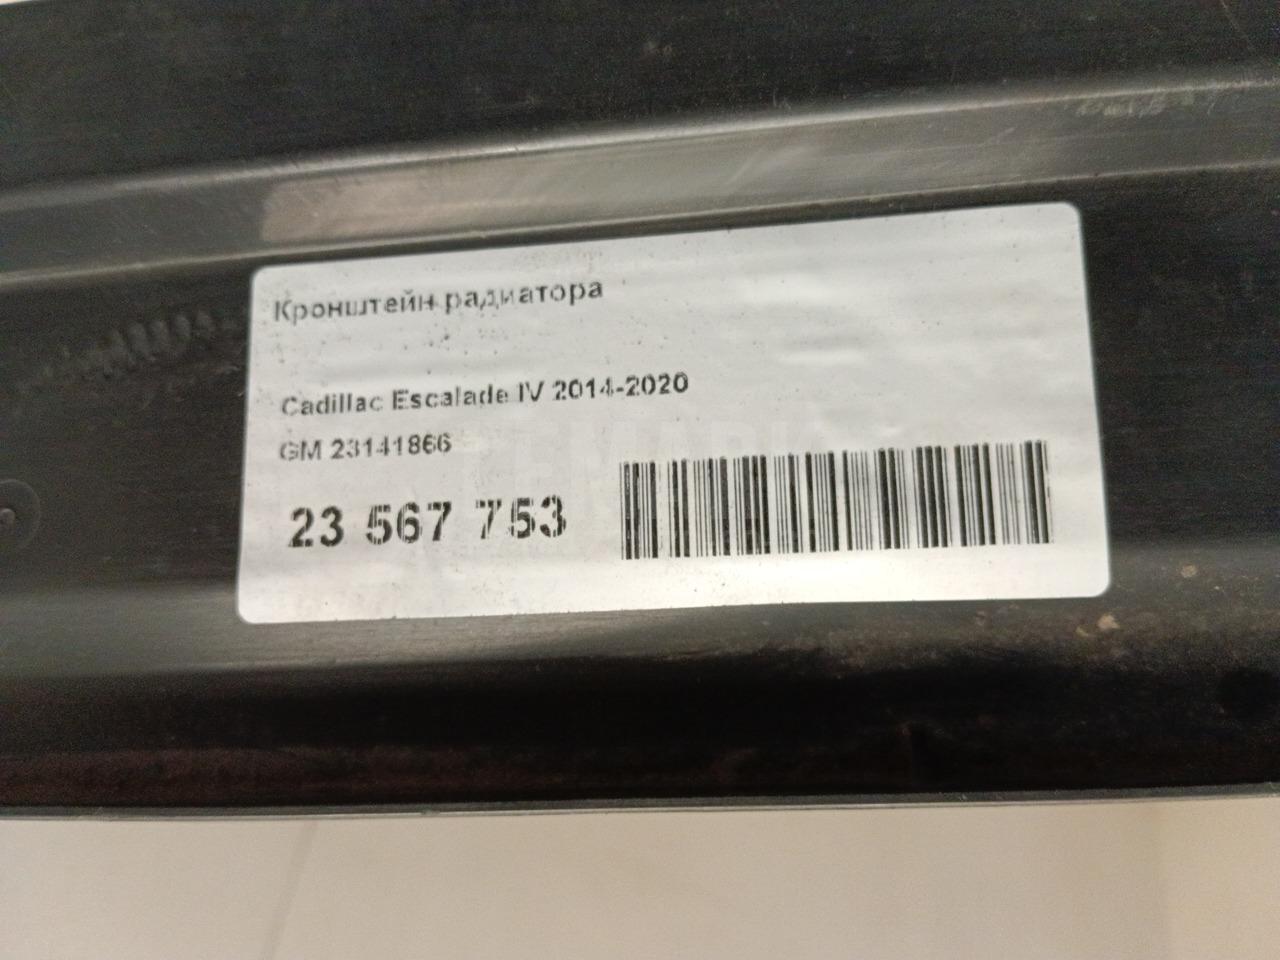 Кронштейн радиатора
Cadillac Escalade IV 2014-2020
GM 23141866
23 567 753